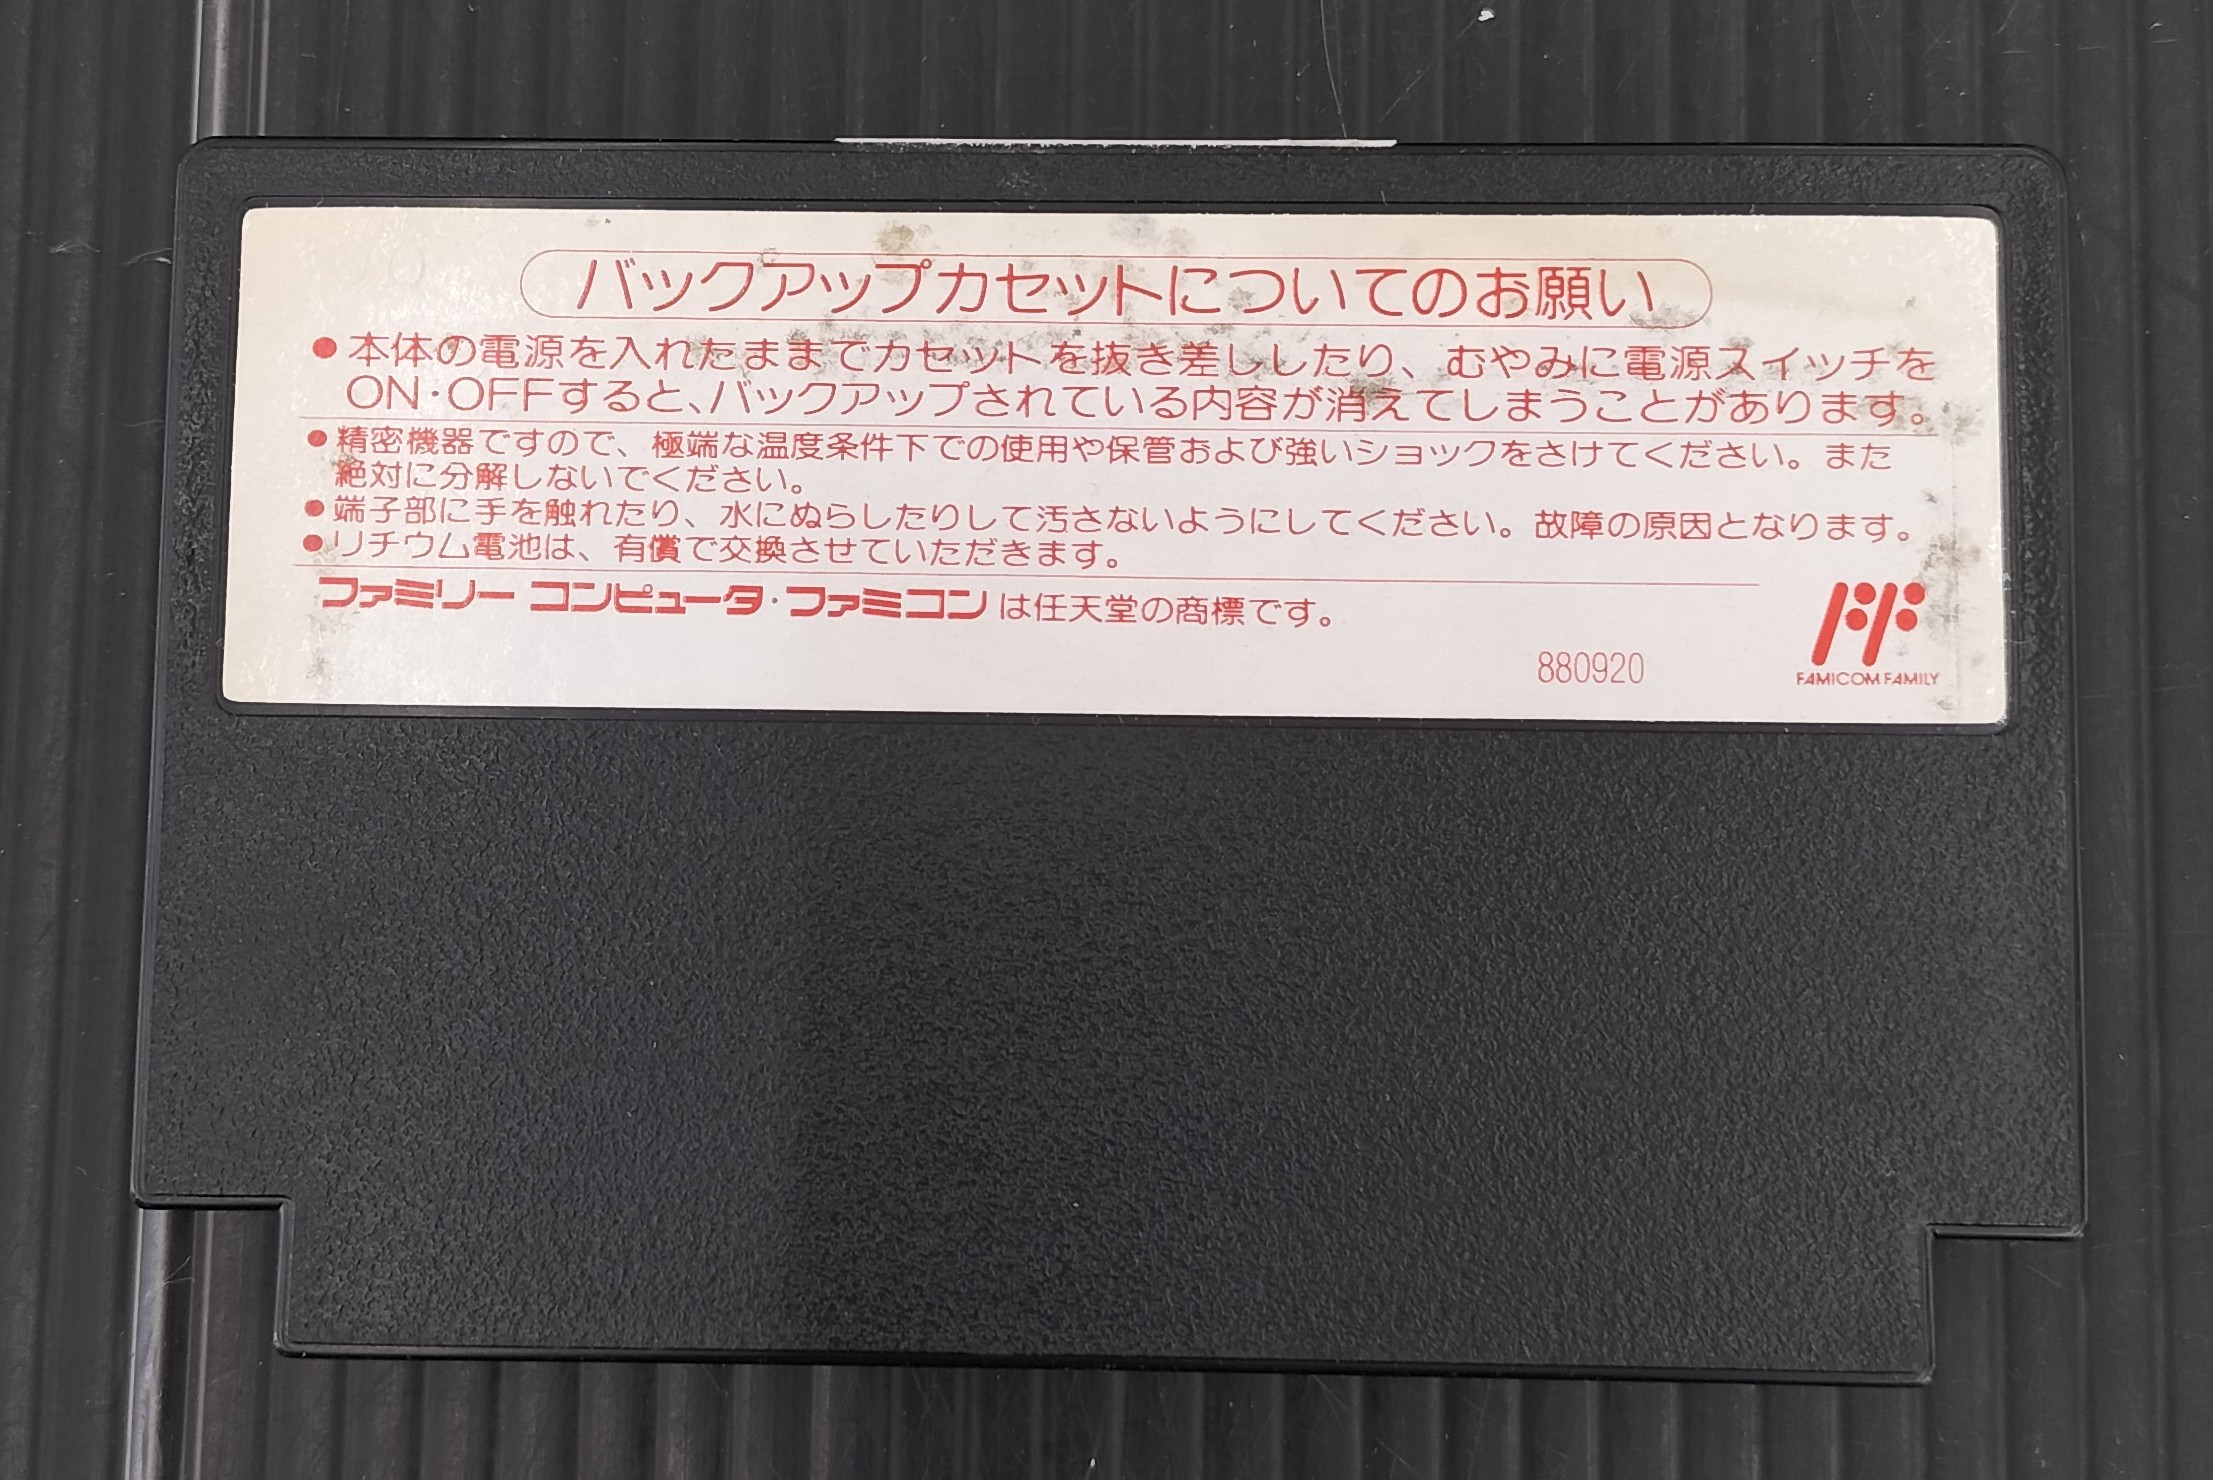 バックアップカセットについてのお願い
●本体の電源を入れたままでカセットを抜き差ししたり、むやみに電源スイッチを
ON・OFFすると、バックアップされている内容が消えてしまうことがあります。
●精密機器ですので、極端な温度条件下での使用や保管および強いショックをさけてください。また
絶対に分解しないでください。
●端子部に手を触れたり、水にぬらしたりして汚さないようにしてください。故障の原因となります。
●リチウム電池は、有償で交換させていただきます。
ファミリー コンピュータ・ファミコンは任天堂の商標です。
880920
FAMICOM FAMILY